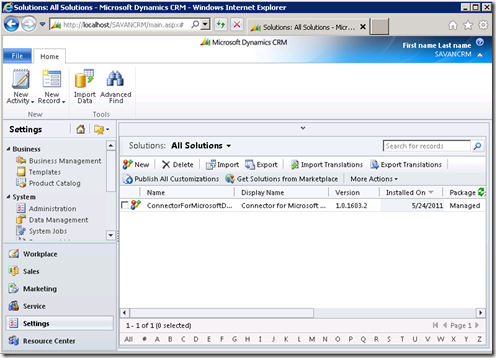 Solutions: All Solutions - Microsoft Dynamics CRM - Windows Internet Explorer
http://localhost/SAVANCRM/main.aspx#
Solutions: All Solutions - Micros...
Microsoft Dynamics CRM
First name Last name
SAVANCRM
File Home
New Activity New Record Import Data Advanced Find
New Tools
Settings
Business
Business Management
Templates
Product Catalog
System
Administration
Data Management
System Jobs
Workplace
Sales
Marketing
Service
Settings
Resource Center
Solutions: All Solutions
Search for records
New Delete Import Export Import Translations Export Translations
Publish All Customizations Get Solutions from Marketplace More Actions
Name Display Name Version Installed On Package
ConnectorForMicrosoftD... Connector for Microsoft ... 1.0.1603.2 5/24/2011 Managed
1 - 1 of 1 (0 selected) Page 1
All # A B C D E F G H I J K L M N O P Q R S T U V W X Y Z